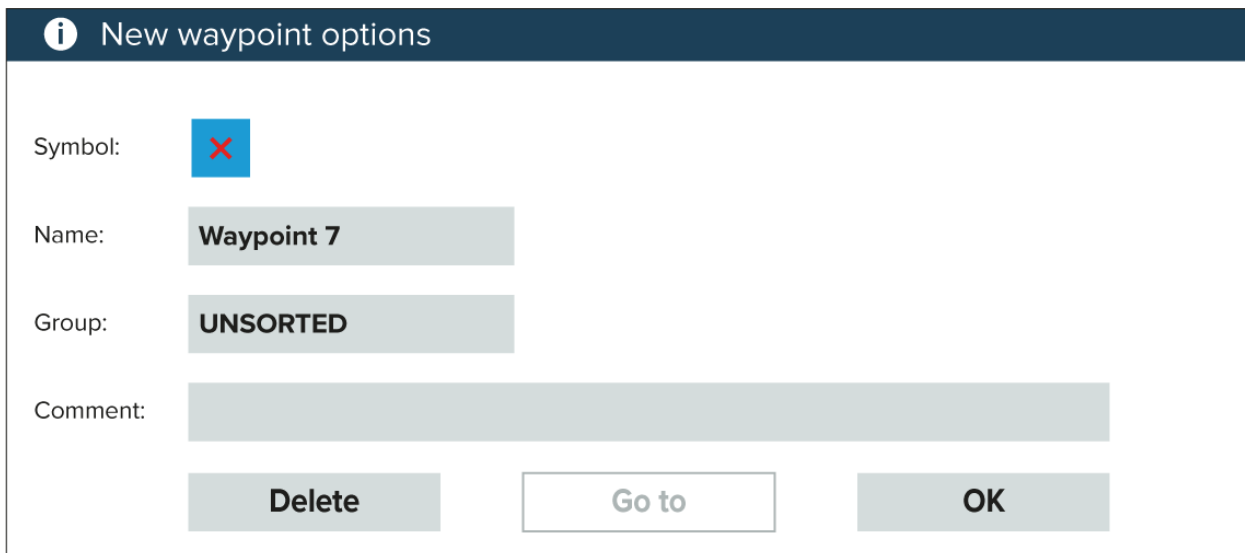 New waypoint options
Symbol:
Name: Waypoint 7
Group: UNSORTED
Comment:
Delete Go to OK